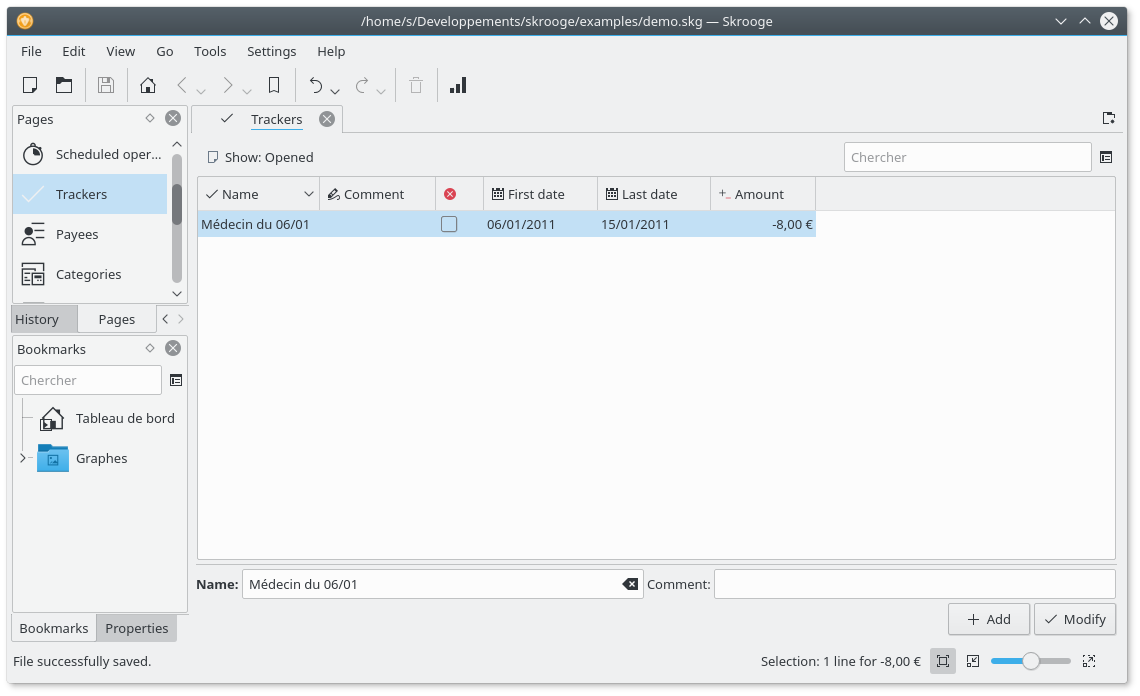 /home/s/Developpements/skrooge/examples/demo.skg — Skrooge
File Edit View Go Tools Settings Help
Pages
Scheduled oper...
Trackers
Payees
Categories
History Pages
Bookmarks
Chercher
Tableau de bord
Graphes
Bookmarks Properties
Trackers
Show: Opened
Chercher
Name Comment First date Last date Amount
Médecin du 06/01 06/01/2011 15/01/2011 -8,00 €
Name: Médecin du 06/01 Comment:
Add Modify
File successfully saved.
Selection: 1 line for -8,00 €